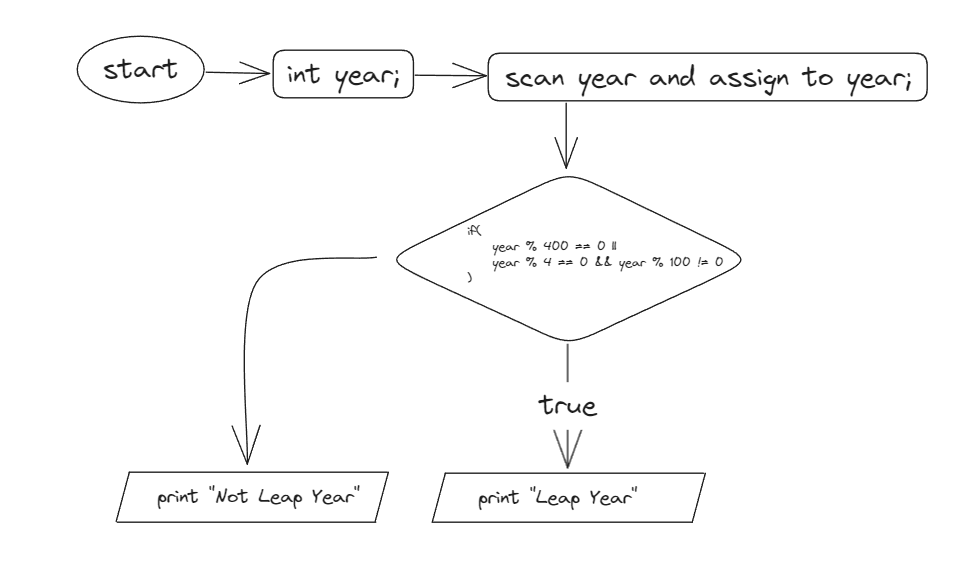 start
int year;
scan year and assign to year;
if(
year % 400 == 0 ||
year % 4 == 0 && year % 100 != 0
)
true
print "Not Leap Year"
print "Leap Year"